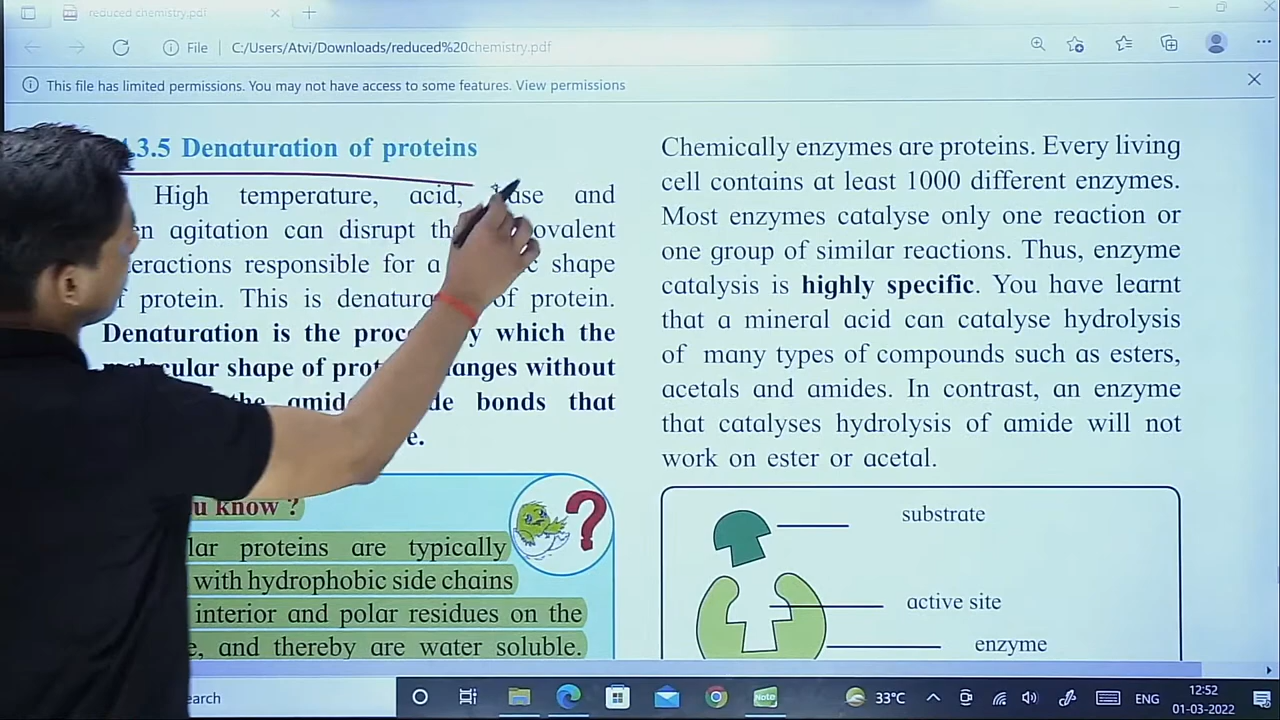 reduced chemistry.pdf
File
C:/Users/Atvi/Downloads/reduced%20chemistry.pdf
This file has limited permissions. You may not have access to some features. View permissions
.3.5 Denaturation of proteins
High temperature, acid, base and
agitation can disrupt
responsible for a shape
protein. This is of protein.
Denaturation is the which the
shape of without
the bonds that
know ?
proteins are typically
with hydrophobic side chains
interior and polar residues on the
and thereby are water soluble.
Chemically enzymes are proteins. Every living
cell contains at least 1000 different enzymes.
Most enzymes catalyse only one reaction or
one group of similar reactions. Thus, enzyme
catalysis is highly specific. You have learnt
that a mineral acid can catalyse hydrolysis
of many types of compounds such as esters,
acetals and amides. In contrast, an enzyme
that catalyses hydrolysis of amide will not
work on ester or acetal.
substrate
active site
enzyme
Note
33°C
ENG
12:52
01-03-2022